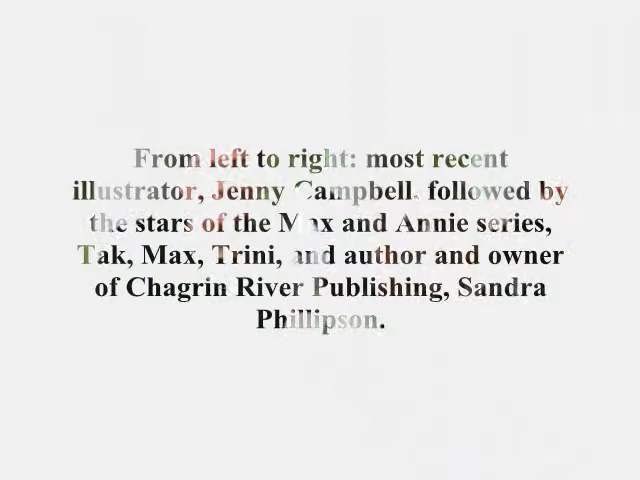 From left to right: most recent
illustrator, Jenny Campbell, followed by
the stars of the Max and Annie series,
Tak, Max, Trini, and author and owner
of Chagrin River Publishing, Sandra
Phillipson.